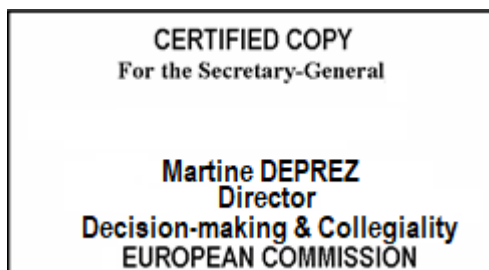 CERTIFIED COPY
For the Secretary-General
Martine DEPREZ
Director
Decision-making & Collegiality
EUROPEAN COMMISSION